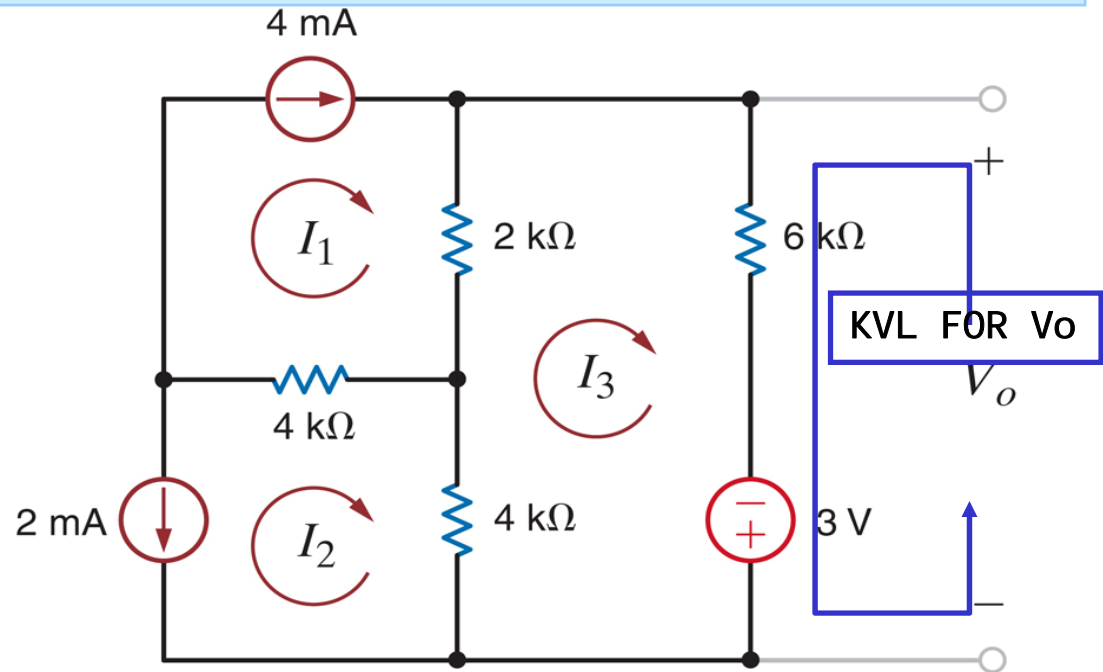 4 mA
I1
2 kΩ
6 kΩ
+
KVL FOR Vo
I3
Vo
4 kΩ
2 mA
I2
4 kΩ
−
+
3 V
−